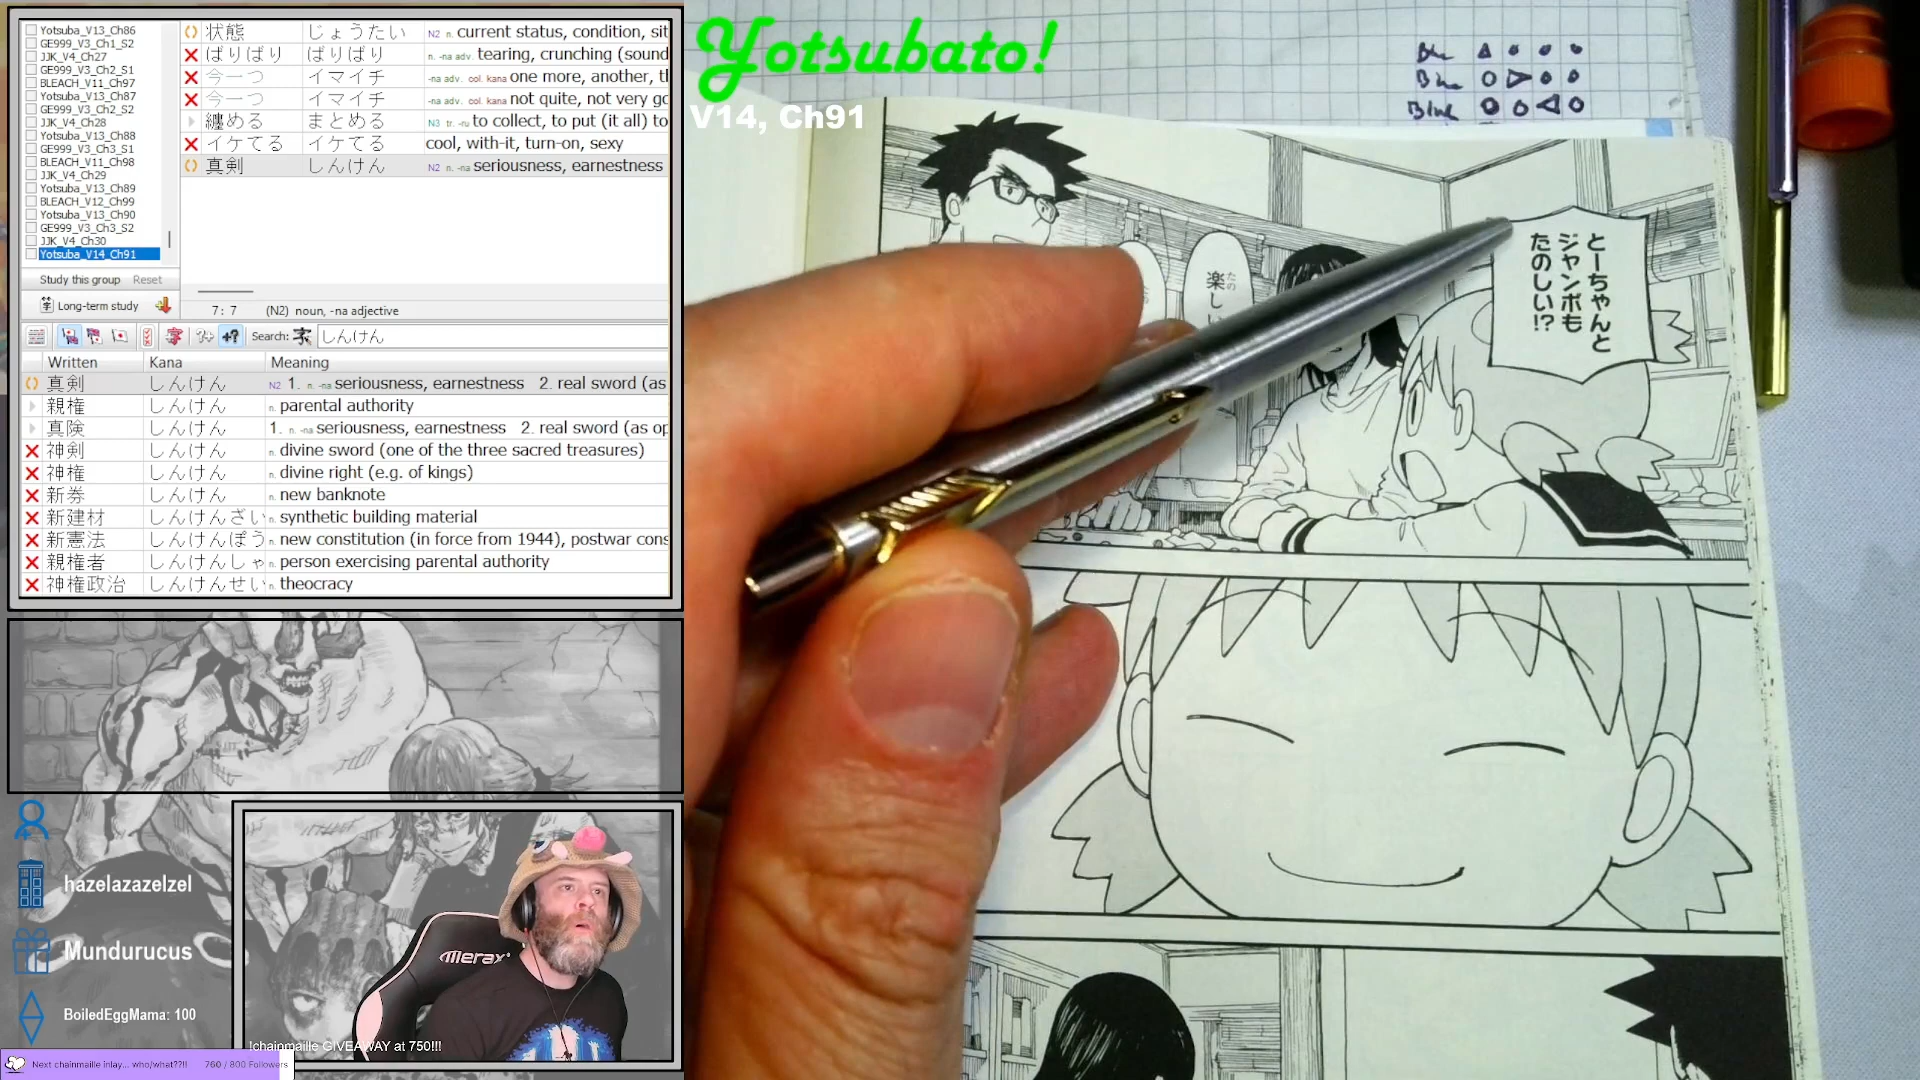 Yotsuba_V13_Ch86
GE999_V3_Ch1_S2
JJK_V4_Ch27
GE999_V3_Ch2_S1
BLEACH_V11_Ch97
Yotsuba_V13_Ch87
GE999_V3_Ch2_S2
JJK_V4_Ch28
Yotsuba_V13_Ch88
GE999_V3_Ch3_S1
BLEACH_V11_Ch98
JJK_V4_Ch29
Yotsuba_V13_Ch89
BLEACH_V12_Ch99
Yotsuba_V13_Ch90
GE999_V3_Ch3_S2
JJK_V4_Ch30
Yotsuba_V14_Ch91
Study this group Reset
Long-term study
状態 じょうたい N2 n. current status, condition, sit
ばりばり ばりばり n. -na adv. tearing, crunching (sound
今一つ イマイチ -na adv. col. kana one more, another, th
今一つ イマイチ -na adv. col. kana not quite, not very go
纏める まとめる N3 tr. -ru to collect, to put (it all) to
イケてる イケてる cool, with-it, turn-on, sexy
真剣 しんけん N2 n. -na seriousness, earnestness
7: 7 (N2) noun, -na adjective
Search: しんけん
Written Kana Meaning
真剣 しんけん N2 1. n. -na seriousness, earnestness 2. real sword (as
親権 しんけん n. parental authority
真険 しんけん 1. n. -na seriousness, earnestness 2. real sword (as op
神剣 しんけん n. divine sword (one of the three sacred treasures)
神権 しんけん n. divine right (e.g. of kings)
新券 しんけん n. new banknote
新建材 しんけんざい n. synthetic building material
新憲法 しんけんぽう n. new constitution (in force from 1944), postwar cons
親権者 しんけんしゃ n. person exercising parental authority
神権政治 しんけんせい n. theocracy
Yotsubato!
V14, Ch91
Blue
Blue
Blue
楽し
たの
とーちゃんと
ジャンボも
たのしい!?
hazelazazelzel
Mundurucus
BoiledEggMama: 100
merax
!chainmaille GIVEAWAY at 750!!!
Next chainmaille inlay... who/what??!! 760 / 800 Followers